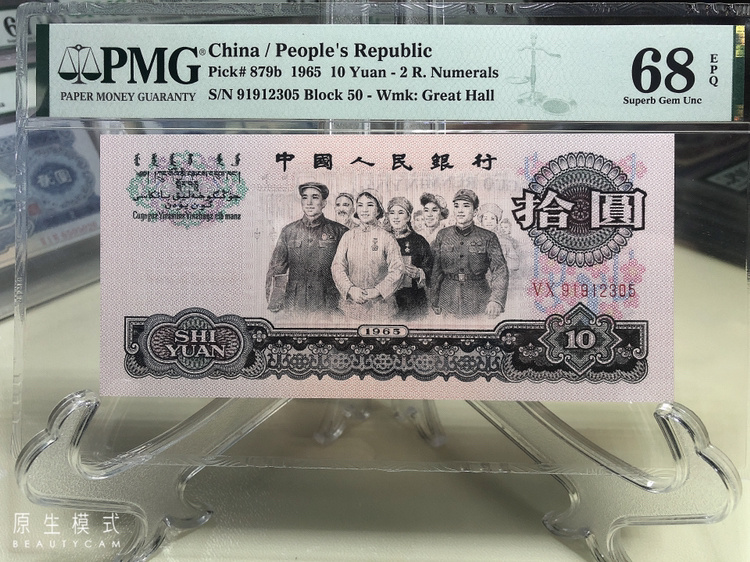 PMG
PAPER MONEY GUARANTY
China / People's Republic
Pick# 879b 1965 10 Yuan - 2 R. Numerals
S/N 91912305 Block 50 - Wmk: Great Hall
68 EPQ
Superb Gem Unc
中國人民銀行
拾圓
VX 91912305
1965
SHI
YUAN
10
原生模式
BEAUTYCAM